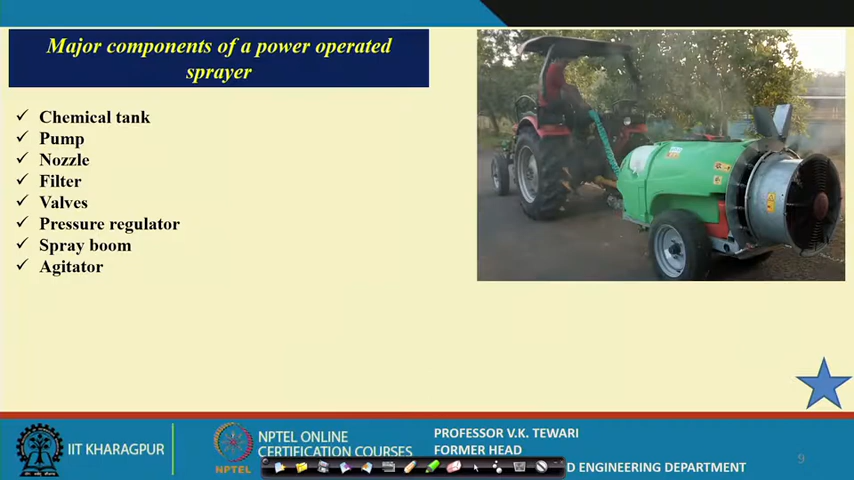 Major components of a power operated
sprayer
✓ Chemical tank
✓ Pump
✓ Nozzle
✓ Filter
✓ Valves
✓ Pressure regulator
✓ Spray boom
✓ Agitator
IIT KHARAGPUR
NPTEL
NPTEL ONLINE
CERTIFICATION COURSES
PROFESSOR V.K. TEWARI
FORMER HEAD
D ENGINEERING DEPARTMENT
9